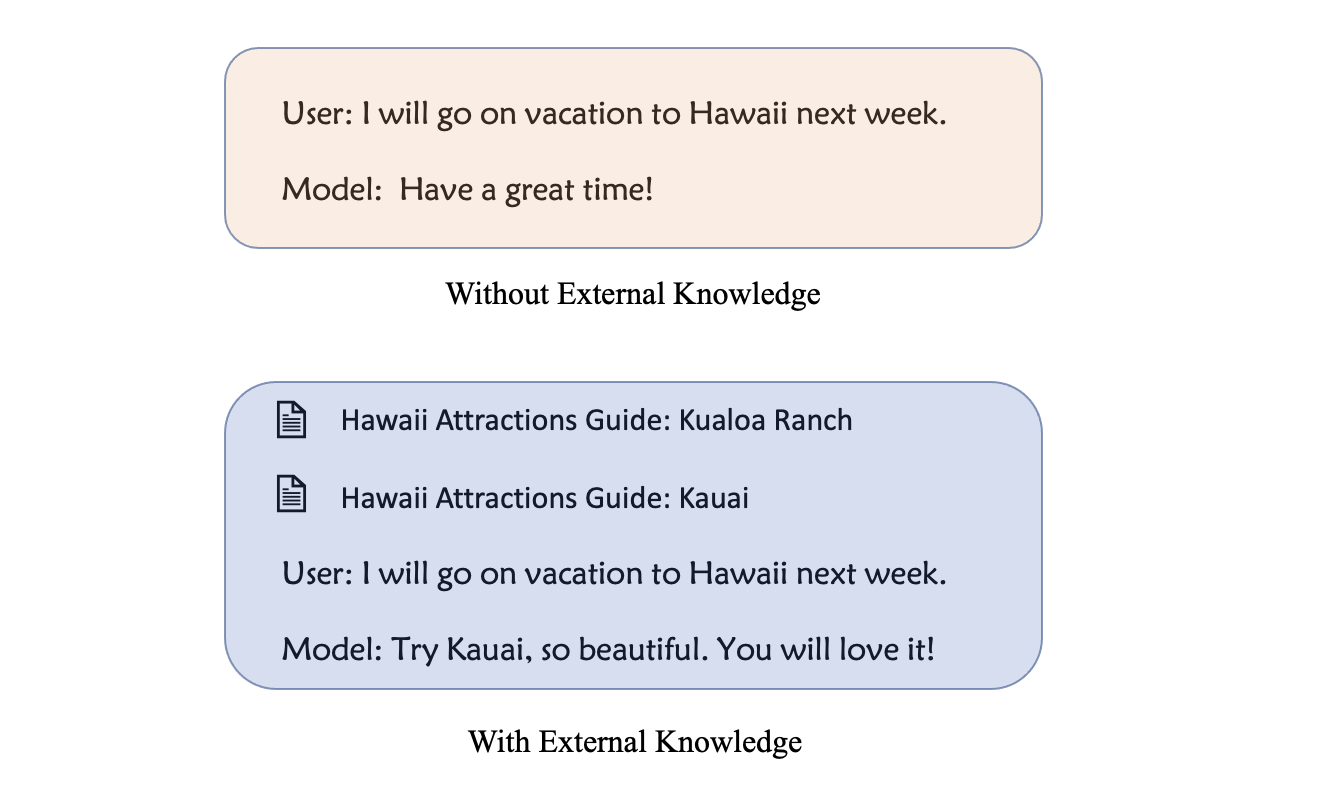 User: I will go on vacation to Hawaii next week.
Model: Have a great time!
Without External Knowledge
Hawaii Attractions Guide: Kualoa Ranch
Hawaii Attractions Guide: Kauai
User: I will go on vacation to Hawaii next week.
Model: Try Kauai, so beautiful. You will love it!
With External Knowledge